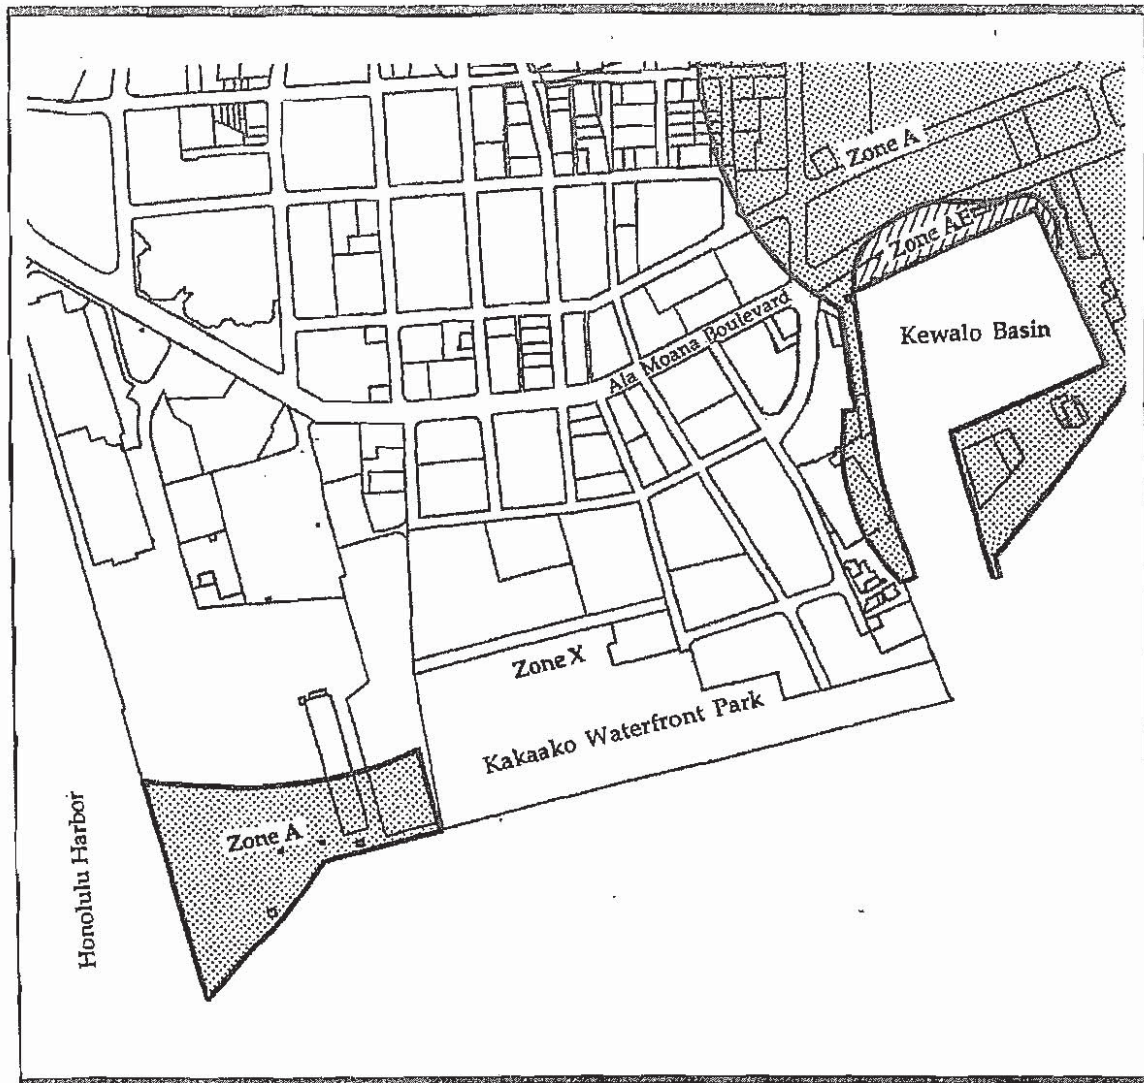 Zone A
Zone AE
Kewalo Basin
Ala Moana Boulevard
Zone X
Kakaako Waterfront Park
Zone A
Honolulu Harbor